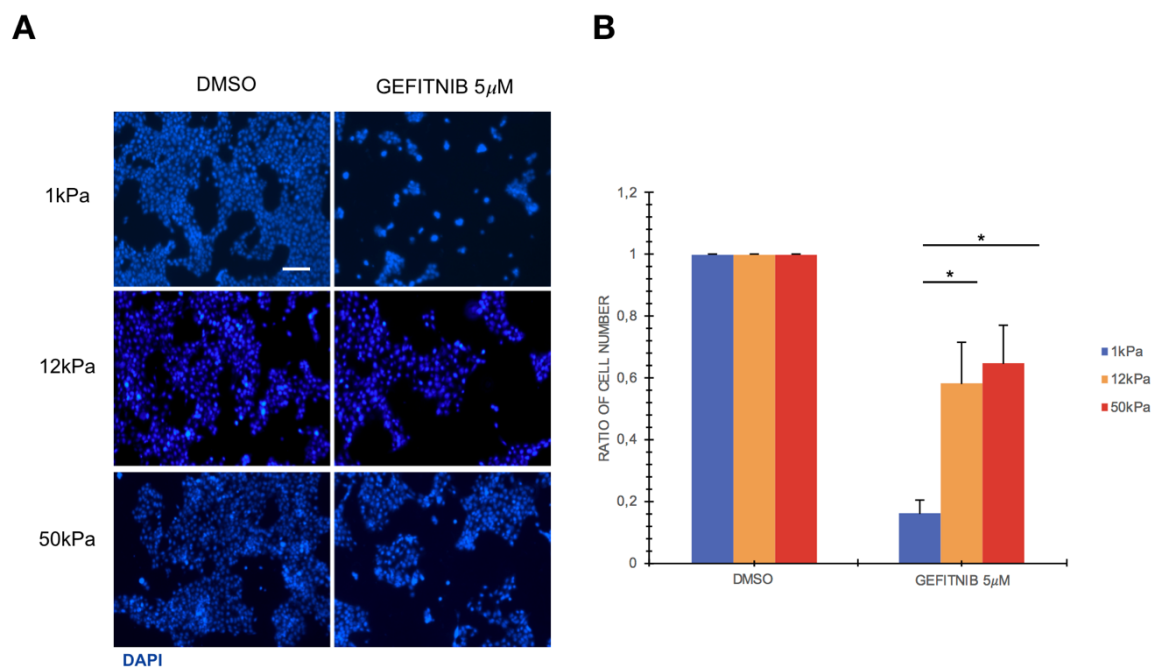 A
B
DMSO
GEFITNIB 5μM
1kPa
12kPa
50kPa
DAPI
RATIO OF CELL NUMBER
1,2
1
0,8
0,6
0,4
0,2
0
*
*
DMSO
GEFITNIB 5μM
1kPa
12kPa
50kPa